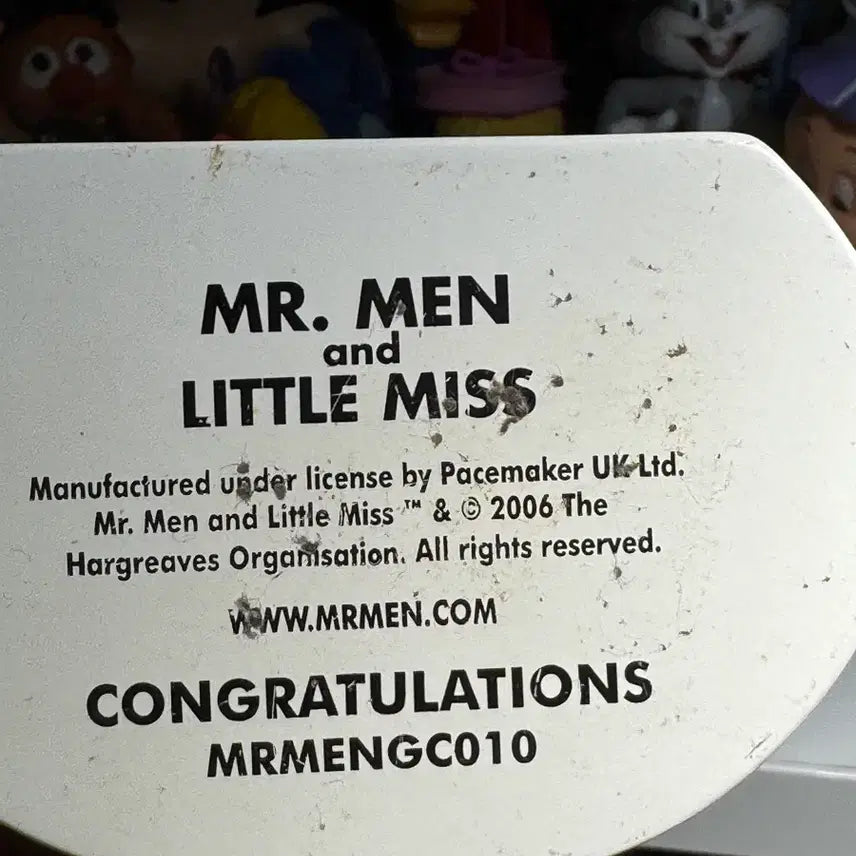 MR. MEN
and
LITTLE MISS
Manufactured under license by Pacemaker UK Ltd.
Mr. Men and Little Miss ™ & © 2006 The
Hargreaves Organisation. All rights reserved.
WWW.MRMEN.COM
CONGRATULATIONS
MRMENGC010